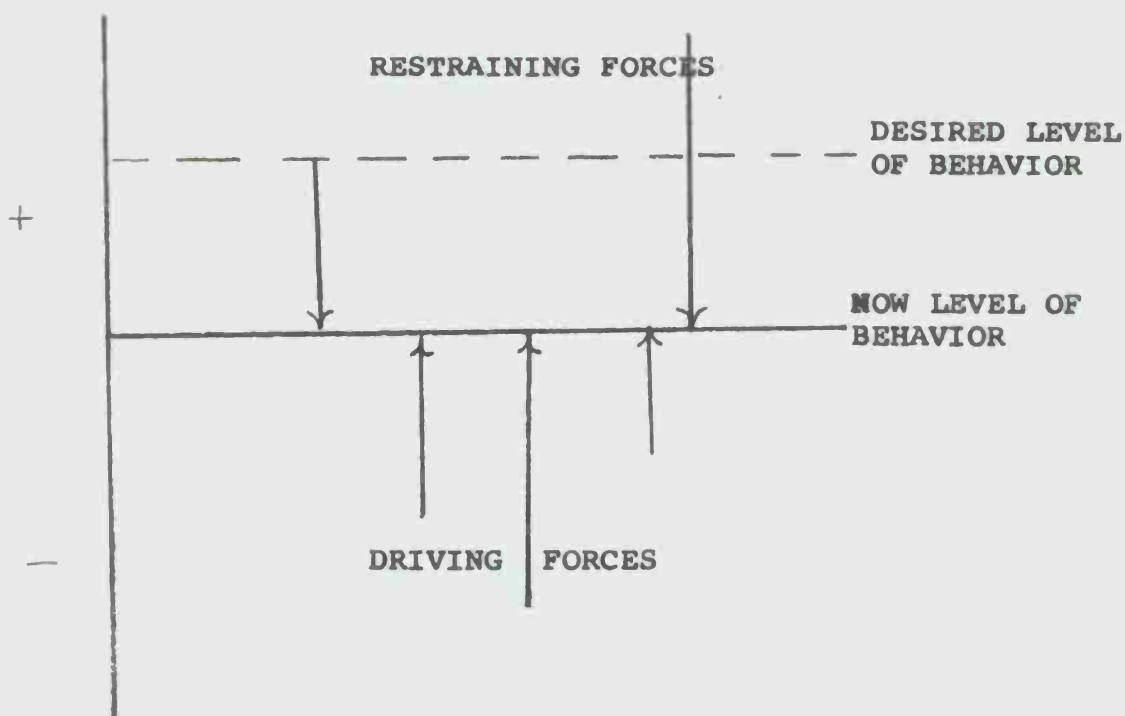 RESTRAINING FORCES
DESIRED LEVEL
OF BEHAVIOR
+
NOW LEVEL OF
BEHAVIOR
DRIVING FORCES
—